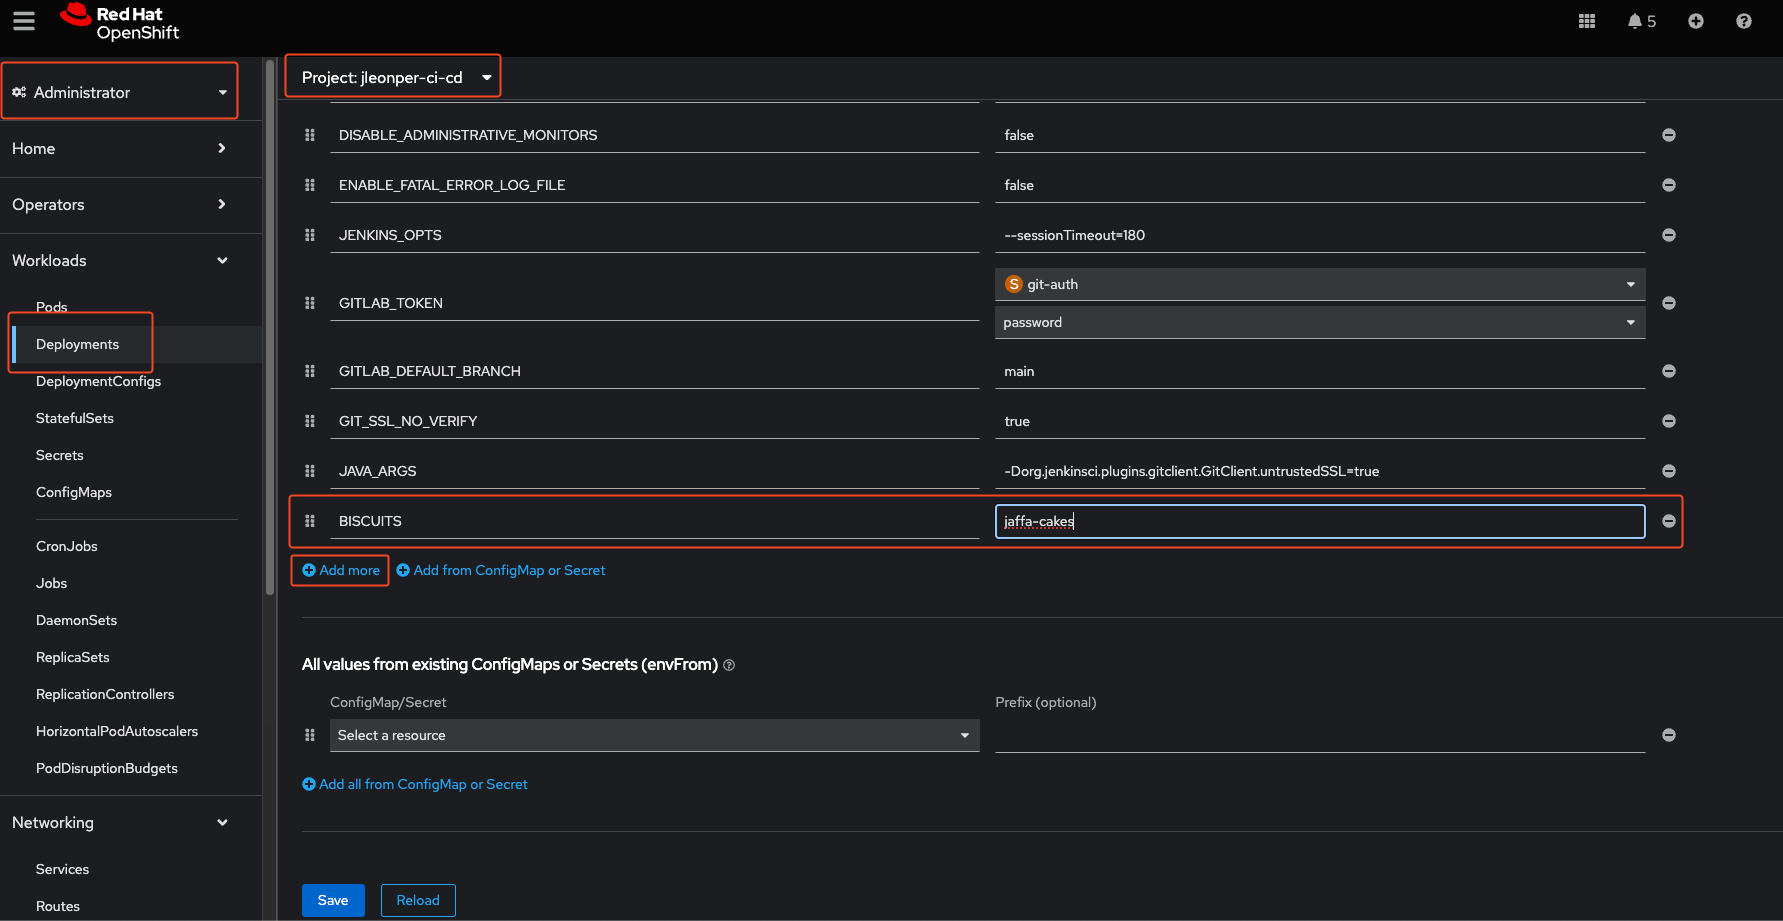 Red Hat
OpenShift
5
Administrator
Home
Operators
Workloads
Pods
Deployments
DeploymentConfigs
StatefulSets
Secrets
ConfigMaps
CronJobs
Jobs
DaemonSets
ReplicaSets
ReplicationControllers
HorizontalPodAutoscalers
PodDisruptionBudgets
Networking
Services
Routes
Project: jleonper-ci-cd
DISABLE_ADMINISTRATIVE_MONITORS false
ENABLE_FATAL_ERROR_LOG_FILE false
JENKINS_OPTS --sessionTimeout=180
GITLAB_TOKEN S git-auth
password
GITLAB_DEFAULT_BRANCH main
GIT_SSL_NO_VERIFY true
JAVA_ARGS -Dorg.jenkinsci.plugins.gitclient.GitClient.untrustedSSL=true
BISCUITS jaffa-cakes
Add more Add from ConfigMap or Secret
All values from existing ConfigMaps or Secrets (envFrom)
ConfigMap/Secret Prefix (optional)
Select a resource
Add all from ConfigMap or Secret
Save Reload